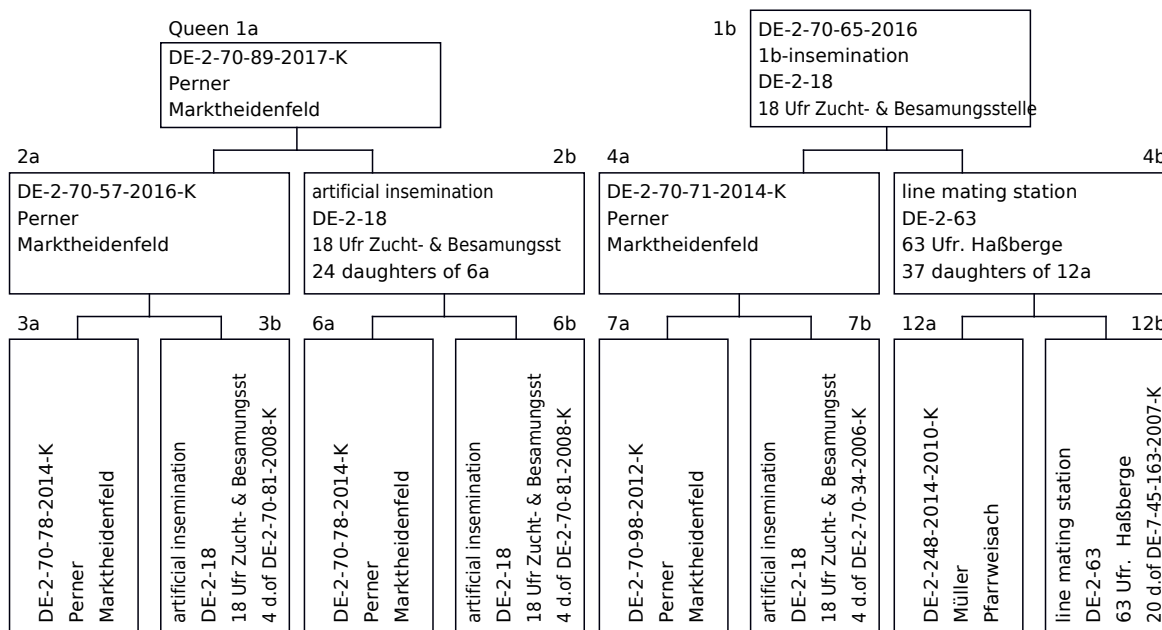 Queen 1a
DE-2-70-89-2017-K
Perner
Marktheidenfeld
1b
DE-2-70-65-2016
1b-insemination
DE-2-18
18 Ufr Zucht- & Besamungsstelle
2a
DE-2-70-57-2016-K
Perner
Marktheidenfeld
2b
artificial insemination
DE-2-18
18 Ufr Zucht- & Besamungsst
24 daughters of 6a
4a
DE-2-70-71-2014-K
Perner
Marktheidenfeld
4b
line mating station
DE-2-63
63 Ufr. Haßberge
37 daughters of 12a
3a
DE-2-70-78-2014-K
Perner
Marktheidenfeld
3b
artificial insemination
DE-2-18
18 Ufr Zucht- & Besamungsst
4 d.of DE-2-70-81-2008-K
6a
DE-2-70-78-2014-K
Perner
Marktheidenfeld
6b
artificial insemination
DE-2-18
18 Ufr Zucht- & Besamungsst
4 d.of DE-2-70-81-2008-K
7a
DE-2-70-98-2012-K
Perner
Marktheidenfeld
7b
artificial insemination
DE-2-18
18 Ufr Zucht- & Besamungsst
4 d.of DE-2-70-34-2006-K
12a
DE-2-248-2014-2010-K
Müller
Pfarrweisach
12b
line mating station
DE-2-63
63 Ufr. Haßberge
20 d.of DE-7-45-163-2007-K